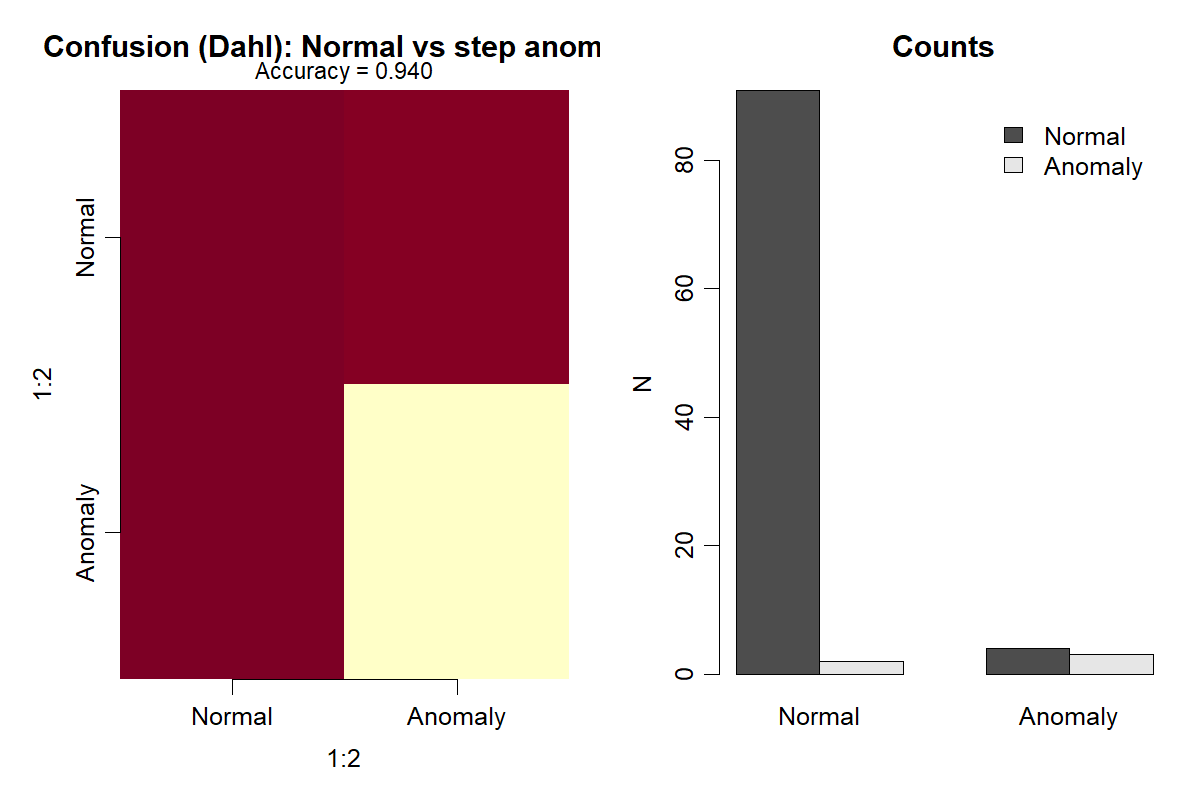 Confusion (Dahl): Normal vs step anom
Accuracy = 0.940
Normal
Anomaly
1:2
Normal Anomaly
1:2
Counts
Normal
Anomaly
80
60
40
20
0
N
Normal Anomaly